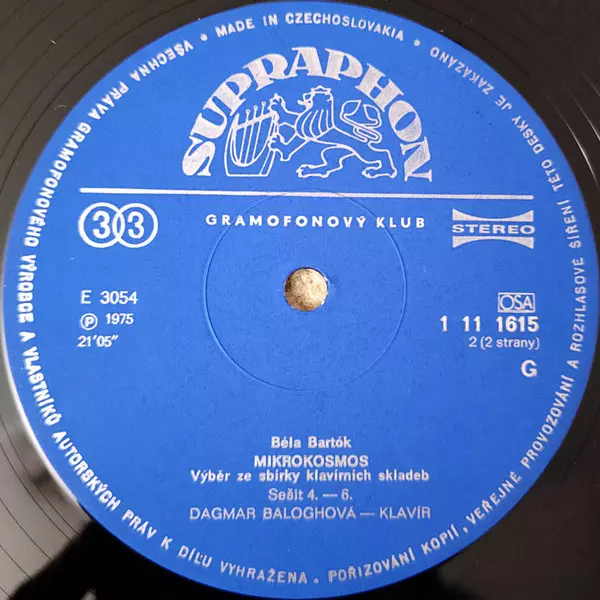 • MADE IN CZECHOSLOVAKIA •
SUPRAPHON
33
GRAMOFONOVÝ KLUB
STEREO
E 3054
℗ 1975
21'05"
OSA
1 11 1615
2 (2 strany)
G
Béla Bartók
MIKROKOSMOS
Výběr ze sbírky klavírních skladeb
Sešit 4. — 6.
DAGMAR BALOGHOVÁ — KLAVÍR
VŠECHNA PRÁVA GRAMOFONOVÉHO VÝROBCE A VLASTNÍKŮ AUTORSKÝCH PRÁV K DÍLU VYHRAŽENA. POŘIZOVÁNÍ KOPIÍ, VEŘEJNÉ PROVOZOVÁNÍ A ROZHLASOVÉ ŠÍŘENÍ TÉTO DESKY JE ZAKÁZÁNO